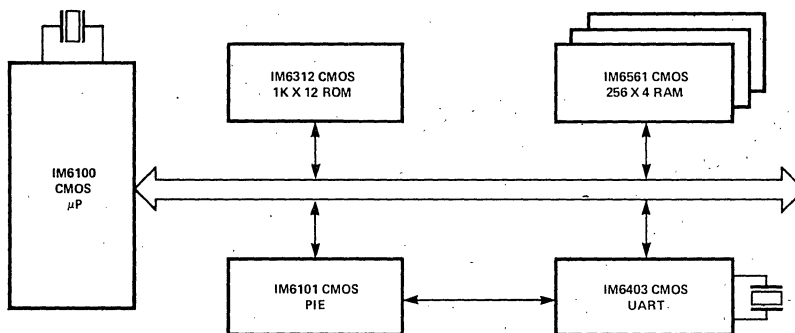 IM6312 CMOS
1K X 12 ROM
IM6561 CMOS
256 X 4 RAM
IM6100
CMOS
μP
IM6101 CMOS
PIE
IM6403 CMOS
UART